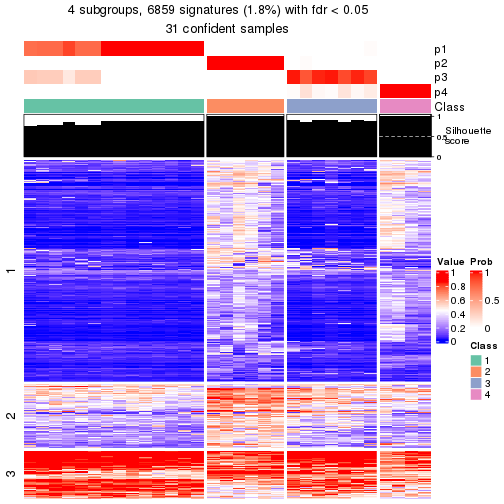 4 subgroups, 6859 signatures (1.8%) with fdr < 0.05
31 confident samples
p1
p2
p3
p4
Class
1
0.5
0
Silhouette
score
1
2
3
Value
1
0.8
0.6
0.4
0.2
0
Prob
1
0.5
0
Class
1
2
3
4